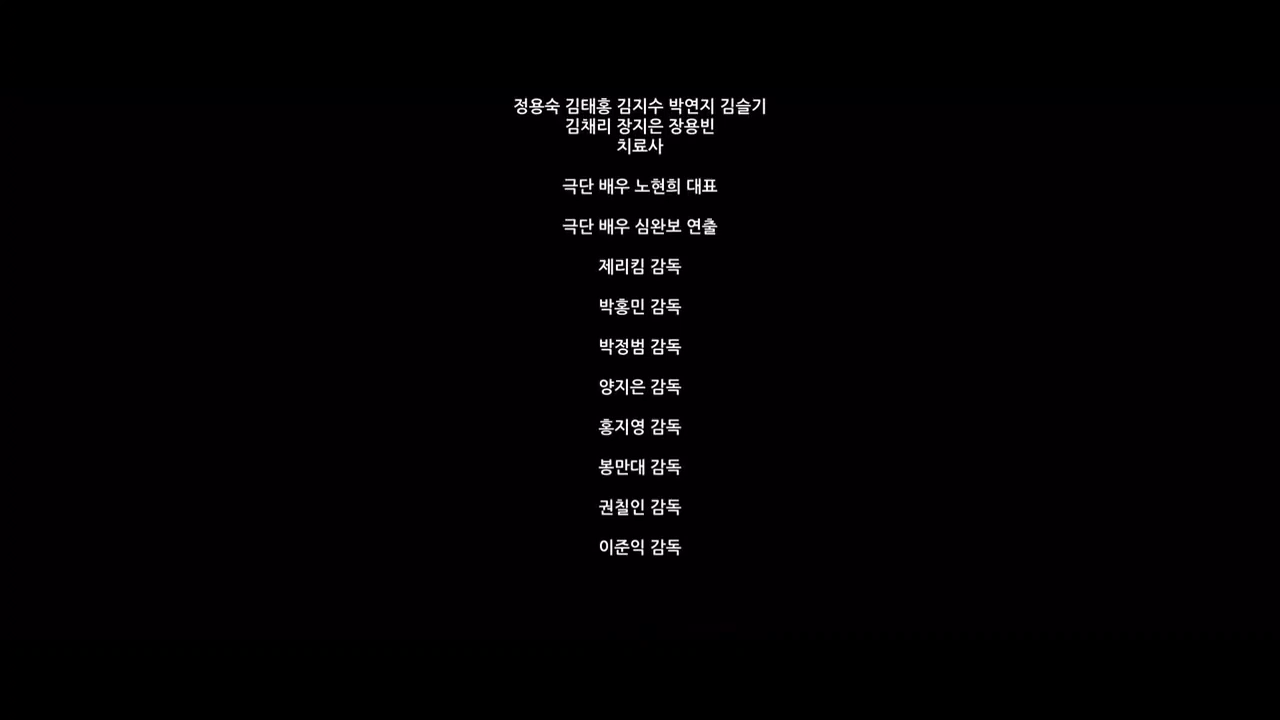 정용숙 김태홍 김지수 박연지 김슬기
김채리 장지은 장용빈
치료사
극단 배우 노현희 대표
극단 배우 심완보 연출
제리킴 감독
박홍민 감독
박정범 감독
양지은 감독
홍지영 감독
봉만대 감독
권칠인 감독
이준익 감독